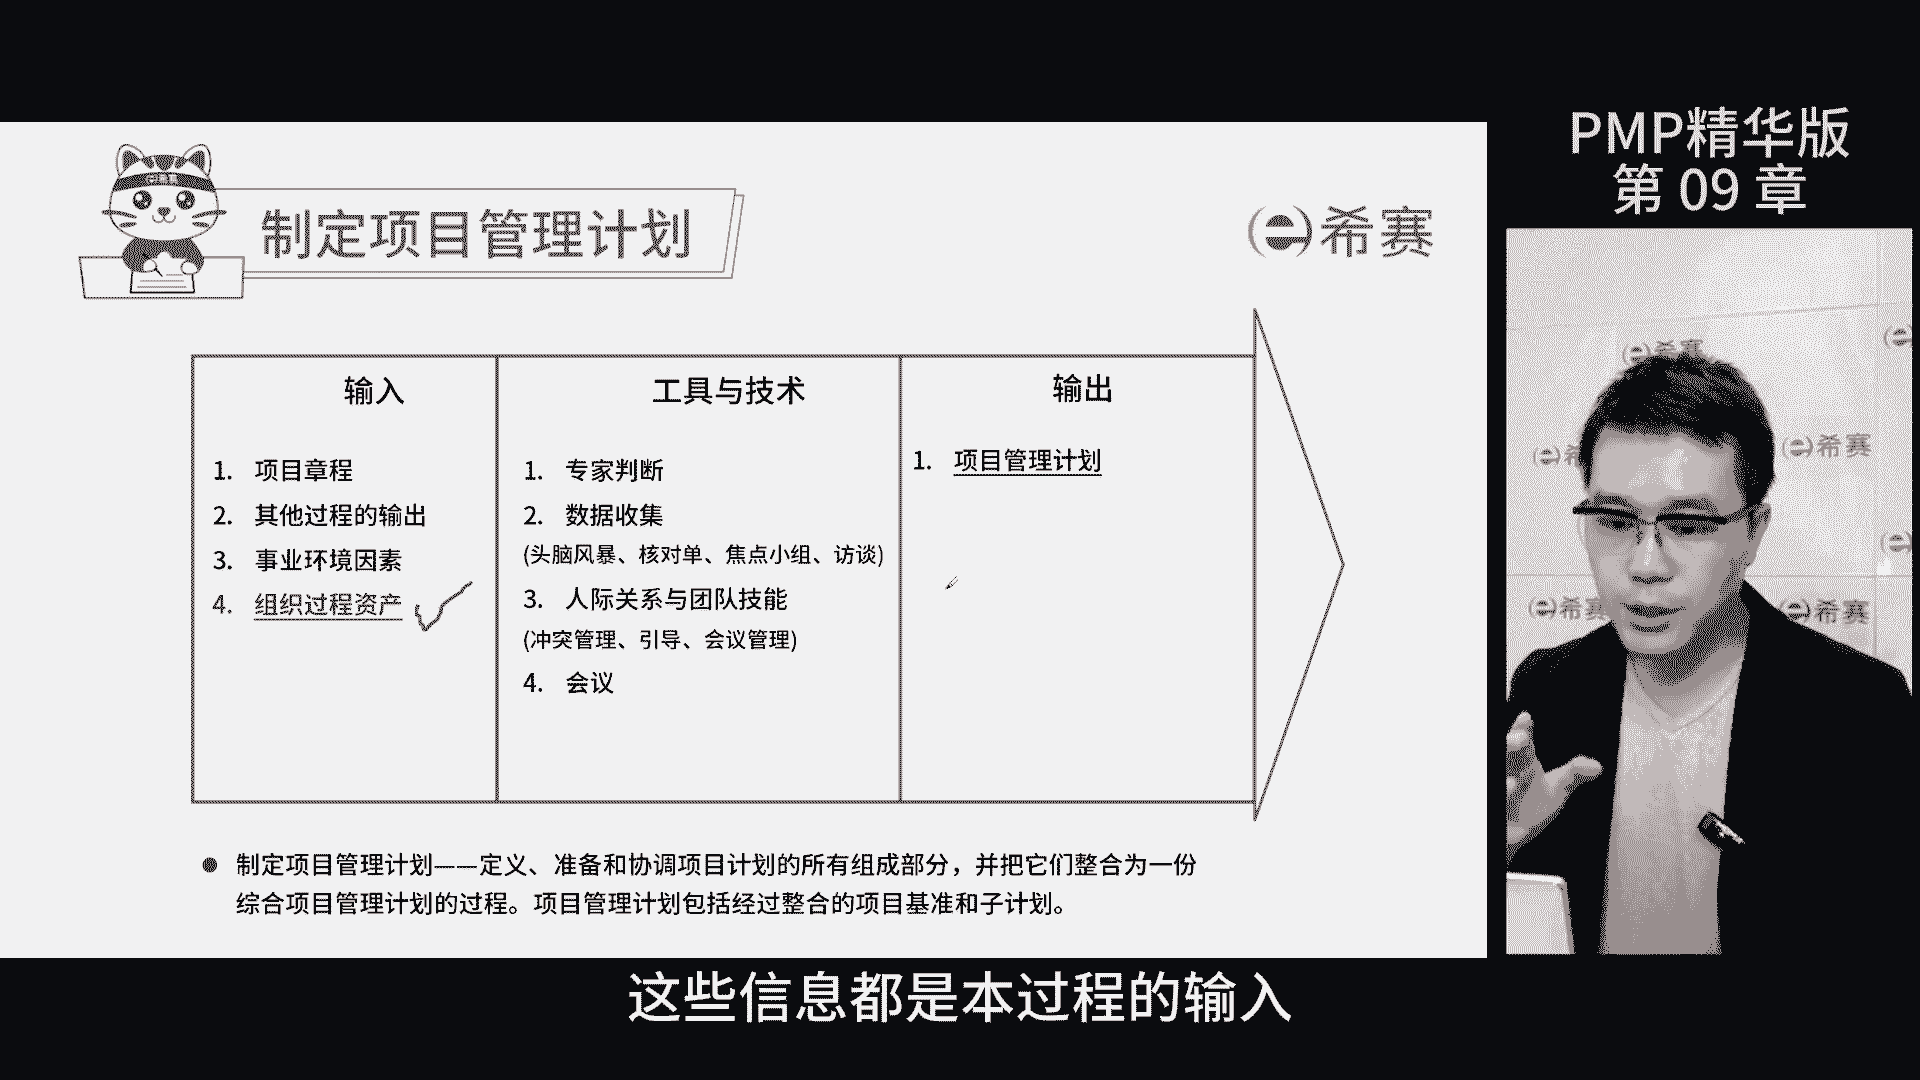 PMP精华版
第 09 章
制定项目管理计划
希赛
输入
1. 项目章程
2. 其他过程的输出
3. 事业环境因素
4. 组织过程资产
工具与技术
1. 专家判断
2. 数据收集
(头脑风暴、核对单、焦点小组、访谈)
3. 人际关系与团队技能
(冲突管理、引导、会议管理)
4. 会议
输出
1. 项目管理计划
制定项目管理计划——定义、准备和协调项目计划的所有组成部分，并把它们整合为一份
综合项目管理计划的过程。项目管理计划包括经过整合的项目基准和子计划。
希赛
希赛
希赛
希赛
这些信息都是本过程的输入